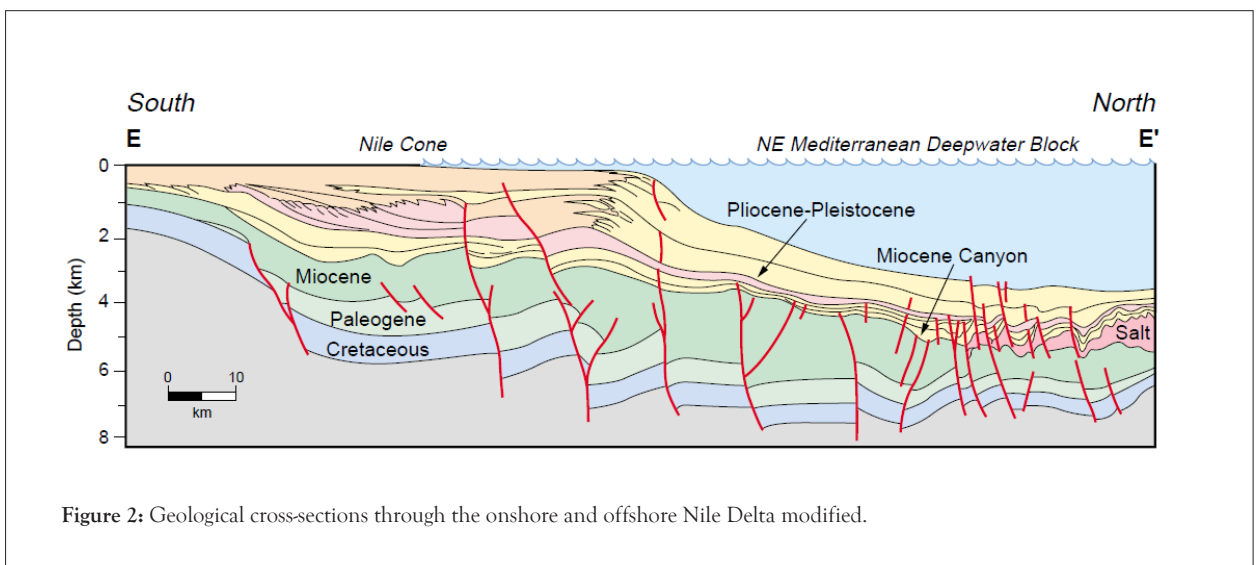 South
North
E
E'
Nile Cone
NE Mediterranean Deepwater Block
0
2
4
6
8
Depth (km)
Pliocene-Pleistocene
Miocene Canyon
Miocene
Paleogene
Cretaceous
Salt
0 10
km
Figure 2: Geological cross-sections through the onshore and offshore Nile Delta modified.